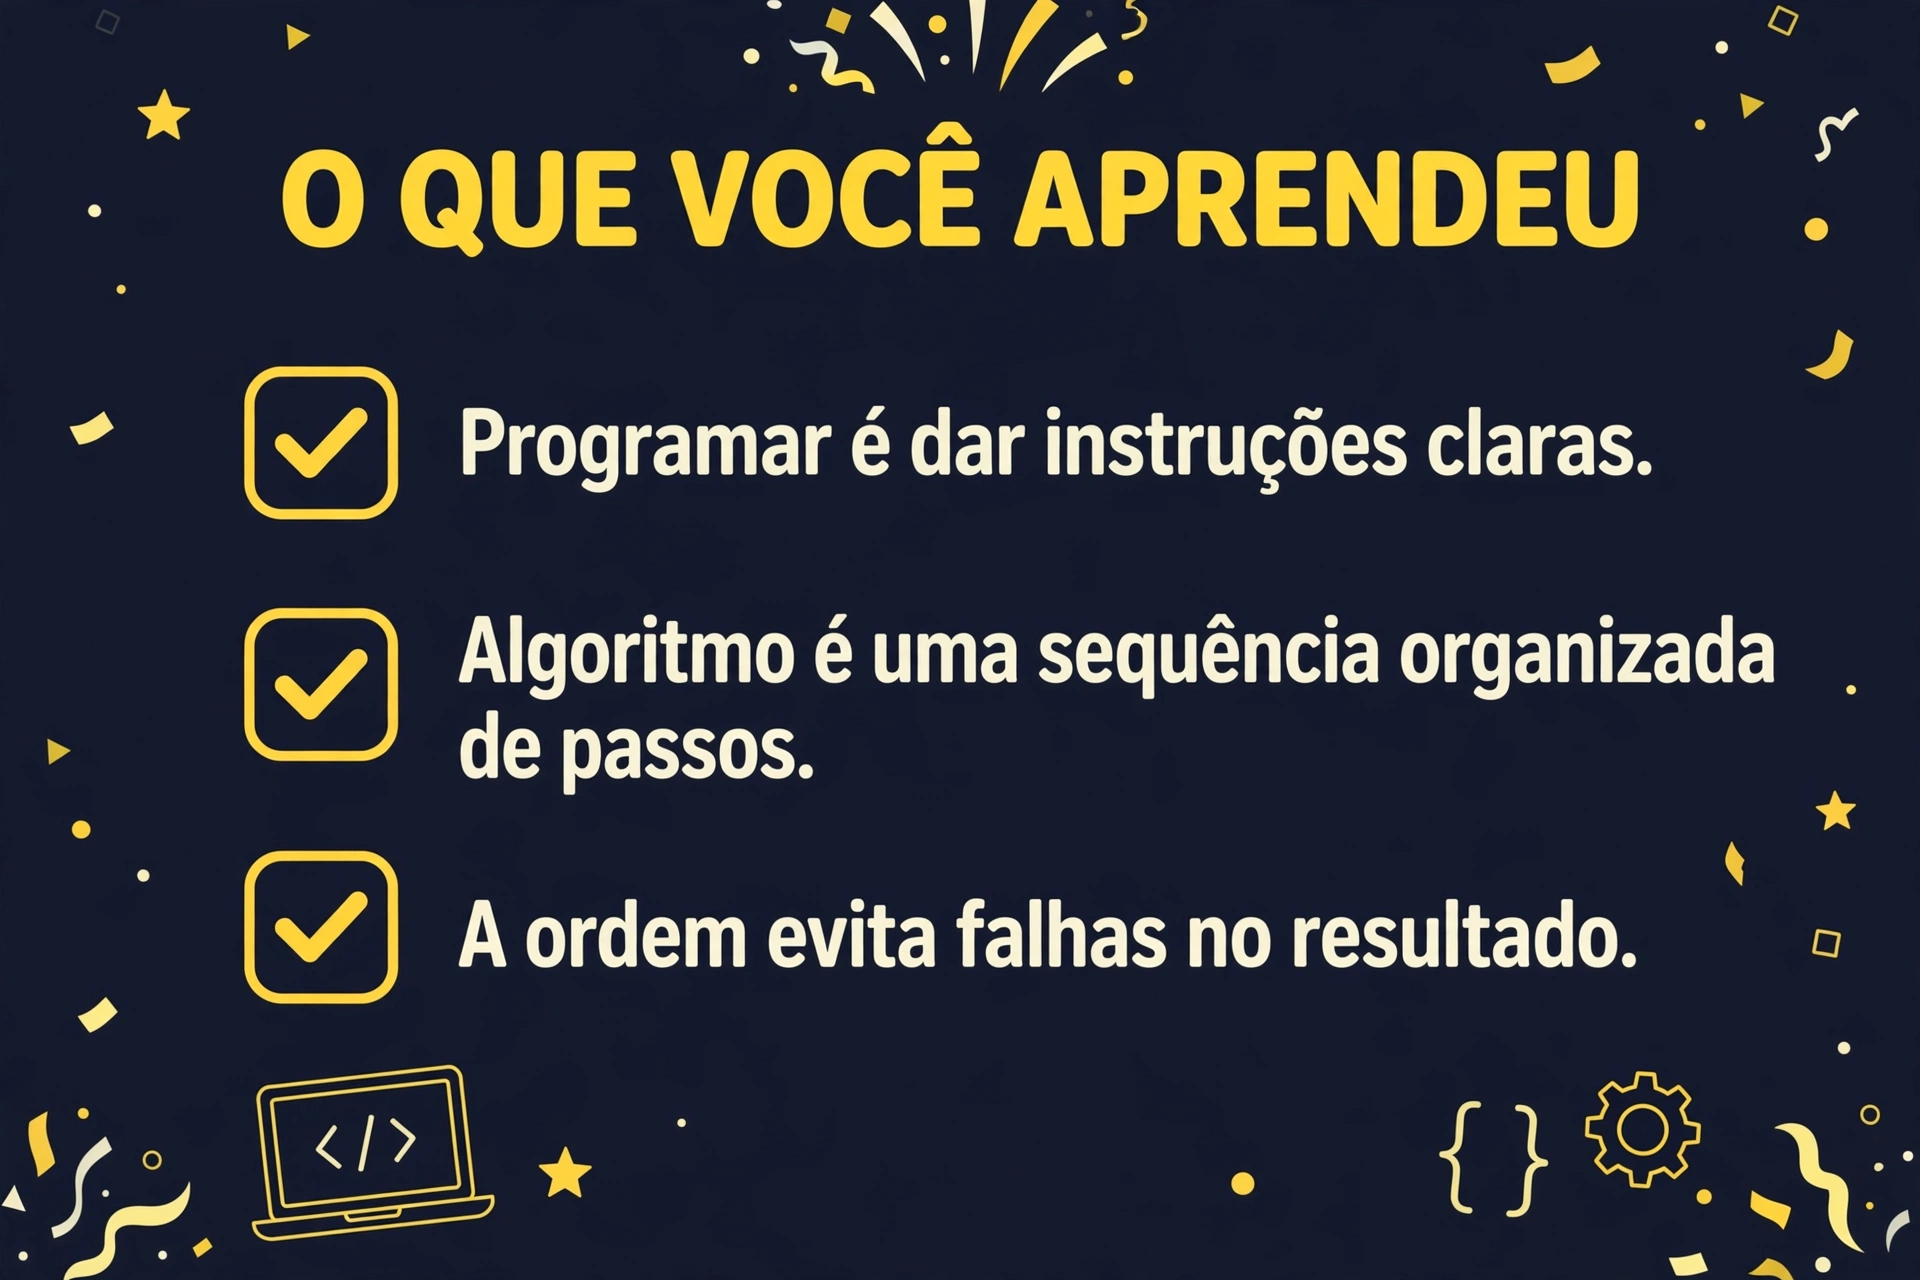 O QUE VOCÊ APRENDEU
Programar é dar instruções claras.
Algoritmo é uma sequência organizada
de passos.
A ordem evita falhas no resultado.
</>
{ }